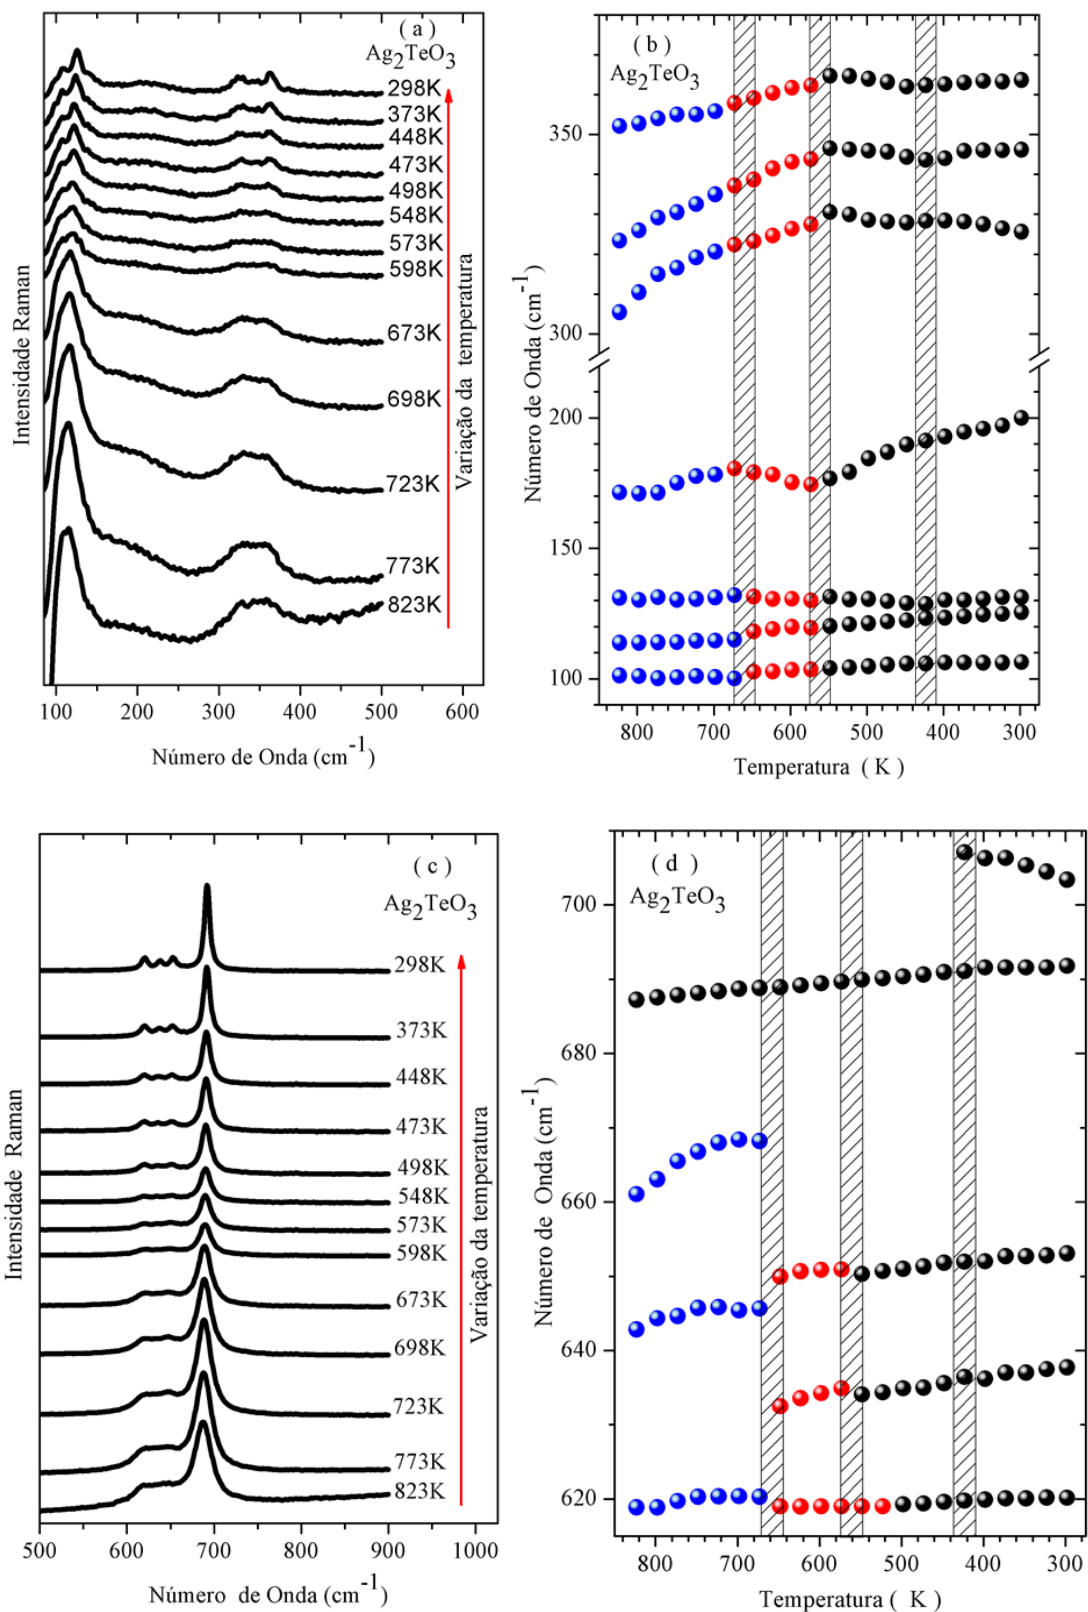 ( a )
Ag2TeO3
298K
373K
448K
473K
498K
548K
573K
598K
673K
698K
723K
773K
823K
Intensidade Raman
Variação da temperatura
100 200 300 400 500 600
Número de Onda (cm-1)
( b )
Ag2TeO3
350
300
200
150
100
Número de Onda (cm-1)
800 700 600 500 400 300
Temperatura ( K )
( c )
Ag2TeO3
298K
373K
448K
473K
498K
548K
573K
598K
673K
698K
723K
773K
823K
Intensidade Raman
Variação da temperatura
500 600 700 800 900 1000
Número de Onda (cm-1)
( d )
Ag2TeO3
700
680
660
640
620
Número de Onda (cm-1)
800 700 600 500 400 300
Temperatura ( K )